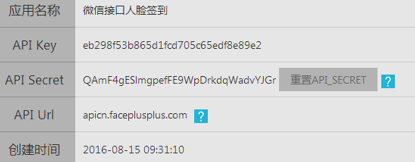 应用名称 微信接口人脸签到
API Key eb298f53b865d1fcd705c65edf8e89e2
API Secret QAmF4gESlmgpefFE9WpDrkdqWadvYJGr 重置API_SECRET ?
API Url apicn.faceplusplus.com ?
创建时间 2016-08-15 09:31:10